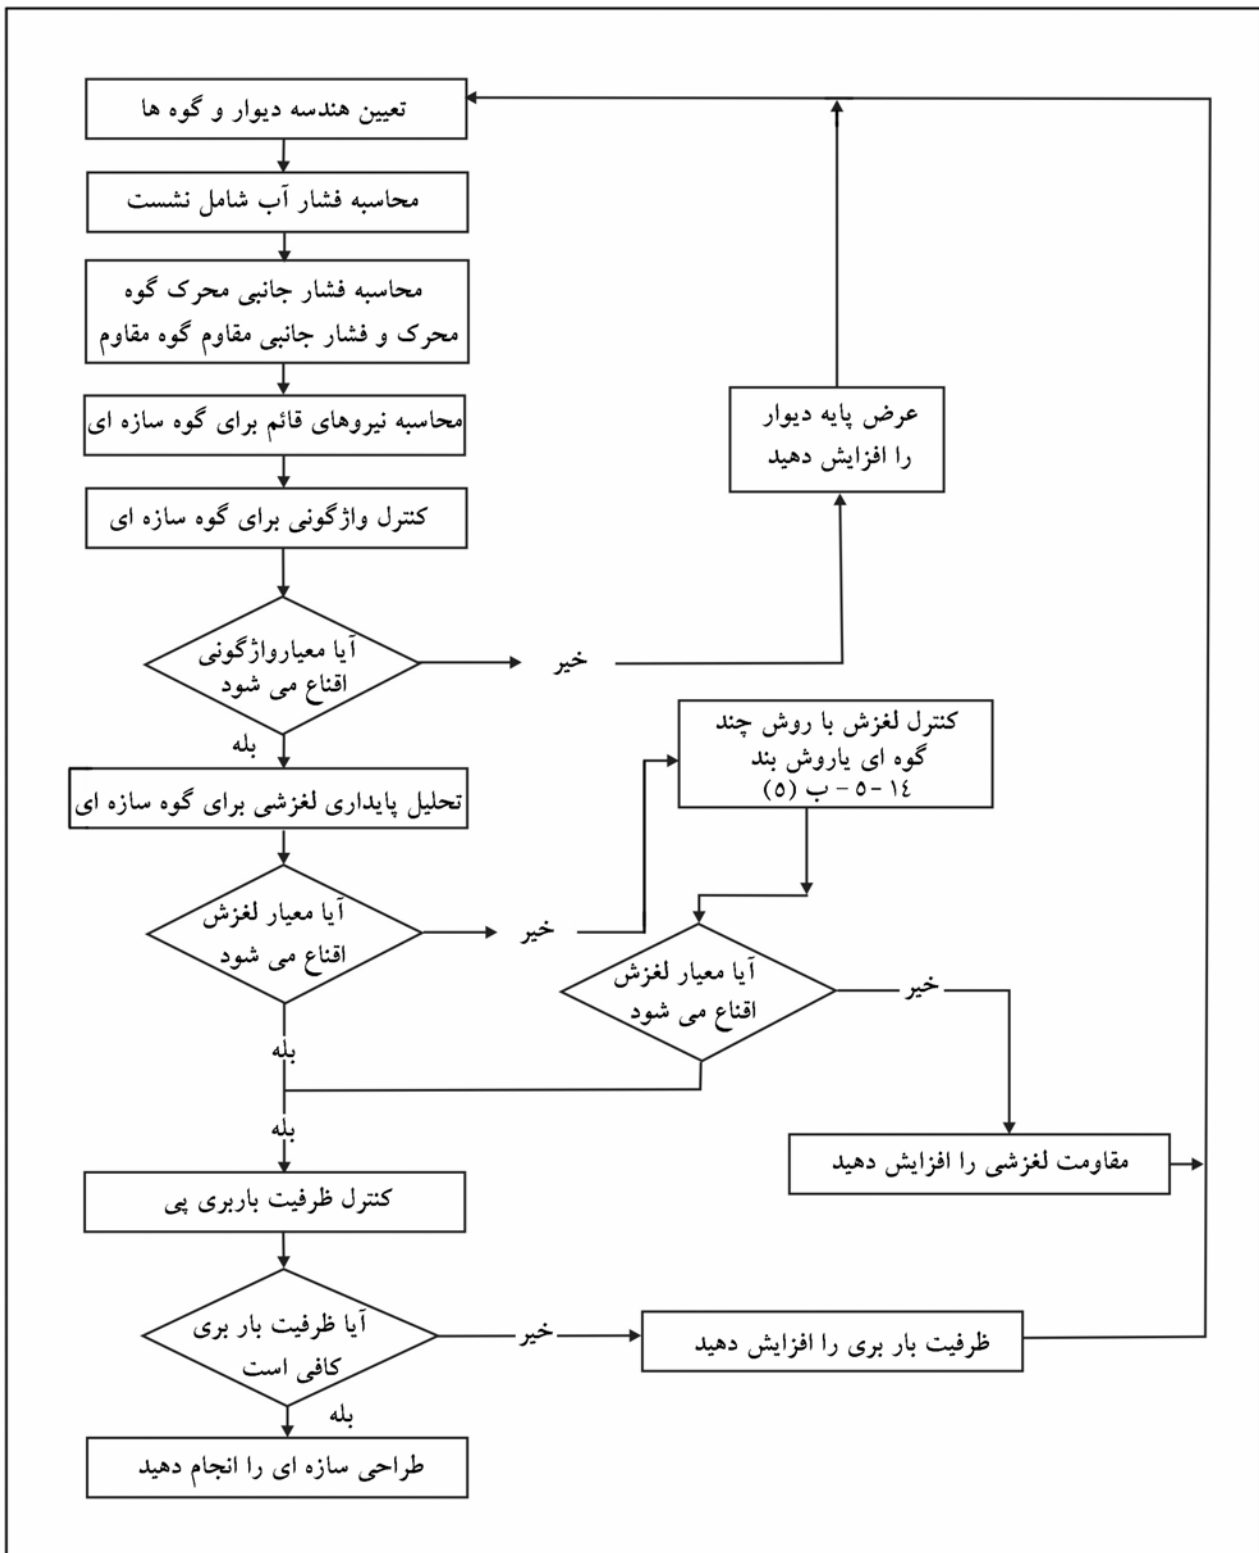 تعیین هندسه دیوار و گوه ها
محاسبه فشار آب شامل نشست
محاسبه فشار جانبی محرک گوه
محرک و فشار جانبی مقاوم گوه مقاوم
محاسبه نیروهای قائم برای گوه سازه ای
کنترل واژگونی برای گوه سازه ای
آیا معیارواژگونی
اقناع می شود
خیر
عرض پایه دیوار
را افزایش دهید
بله
تحلیل پایداری لغزشی برای گوه سازه ای
آیا معیار لغزش
اقناع می شود
خیر
کنترل لغزش با روش چند
گوه ای یاروش بند
١٤-٥- ب (٥)
آیا معیار لغزش
اقناع می شود
خیر
مقاومت لغزشی را افزایش دهید
بله
بله
کنترل ظرفیت باربری پی
آیا ظرفیت بار بری
کافی است
خیر
ظرفیت بار بری را افزایش دهید
بله
طراحی سازه ای را انجام دهید